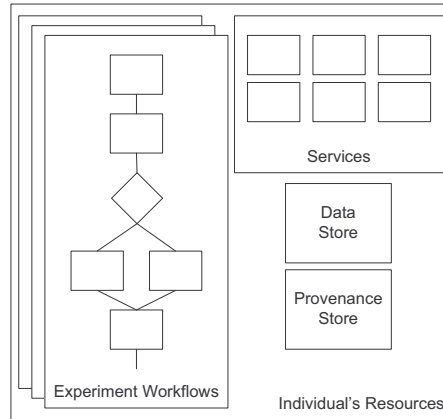 Services
Data
Store
Provenance
Store
Experiment Workflows
Individual's Resources